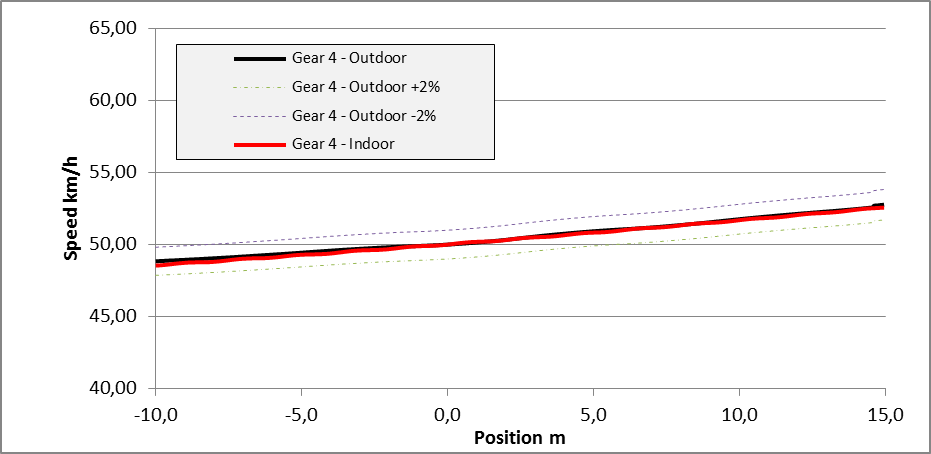 65,00
60,00
55,00
50,00
45,00
40,00
Speed km/h
Gear 4 - Outdoor
Gear 4 - Outdoor +2%
Gear 4 - Outdoor -2%
Gear 4 - Indoor
-10,0 -5,0 0,0 5,0 10,0 15,0
Position m